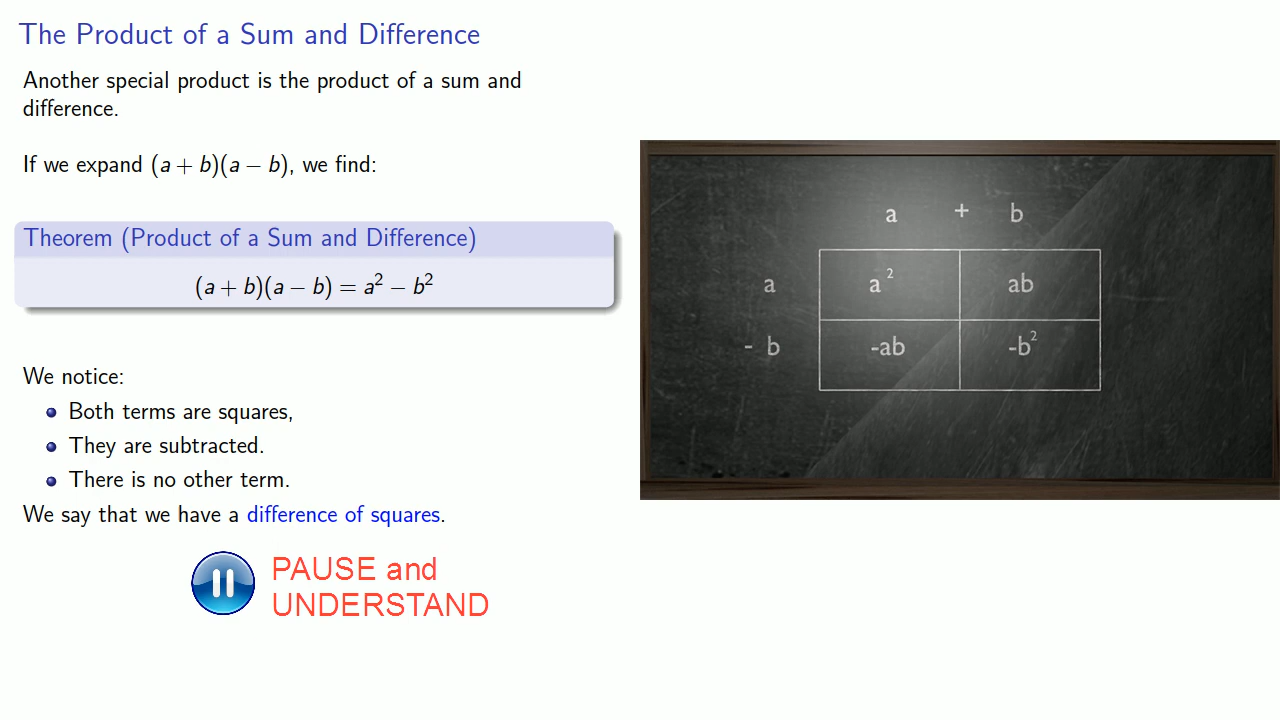 The Product of a Sum and Difference
Another special product is the product of a sum and
difference.
If we expand (a + b)(a − b), we find:
Theorem (Product of a Sum and Difference)
(a + b)(a − b) = a² − b²
We notice:
Both terms are squares,
They are subtracted.
There is no other term.
We say that we have a difference of squares.
PAUSE and
UNDERSTAND
a + b
a a² ab
- b -ab -b²